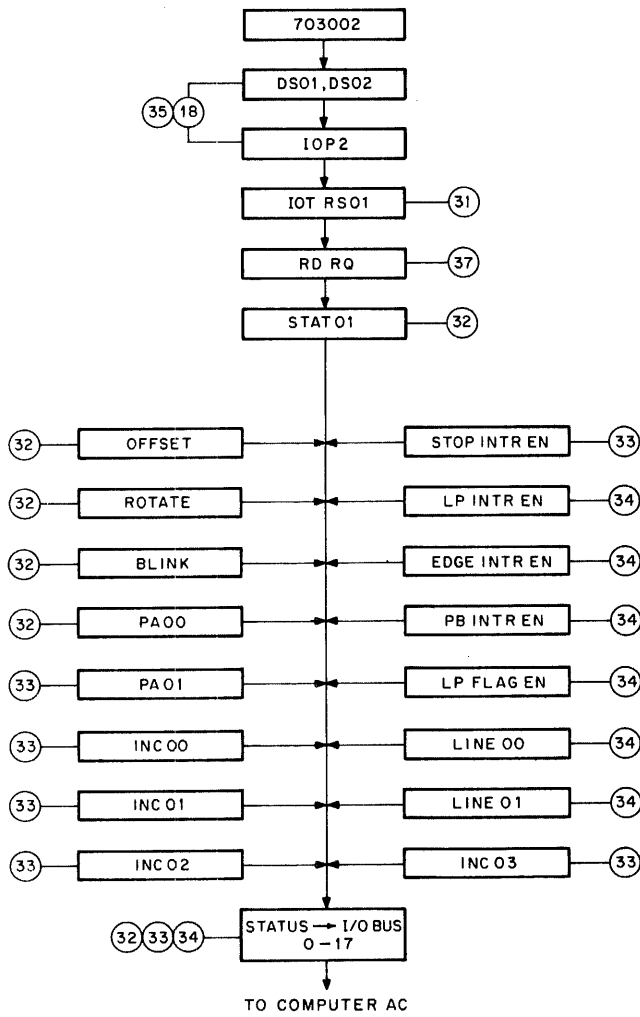 703002
DS01, DS02
35 18
IOP2
IOT RS01 31
RD RQ 37
STAT01 32
32 OFFSET STOP INTR EN 33
32 ROTATE LP INTR EN 34
32 BLINK EDGE INTR EN 34
32 PA00 PB INTR EN 34
33 PA01 LP FLAG EN 34
33 INC00 LINE 00 34
33 INC01 LINE 01 34
33 INC02 INC03 33
32 33 34 STATUS → I/O BUS
0-17
TO COMPUTER AC